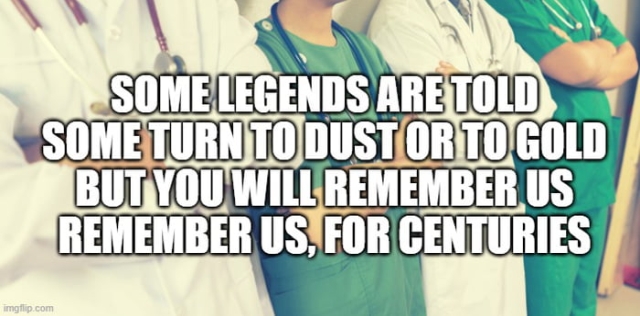 SOME LEGENDS ARE TOLD
SOME TURN TO DUST OR TO GOLD
BUT YOU WILL REMEMBER US
REMEMBER US, FOR CENTURIES
imgflip.com